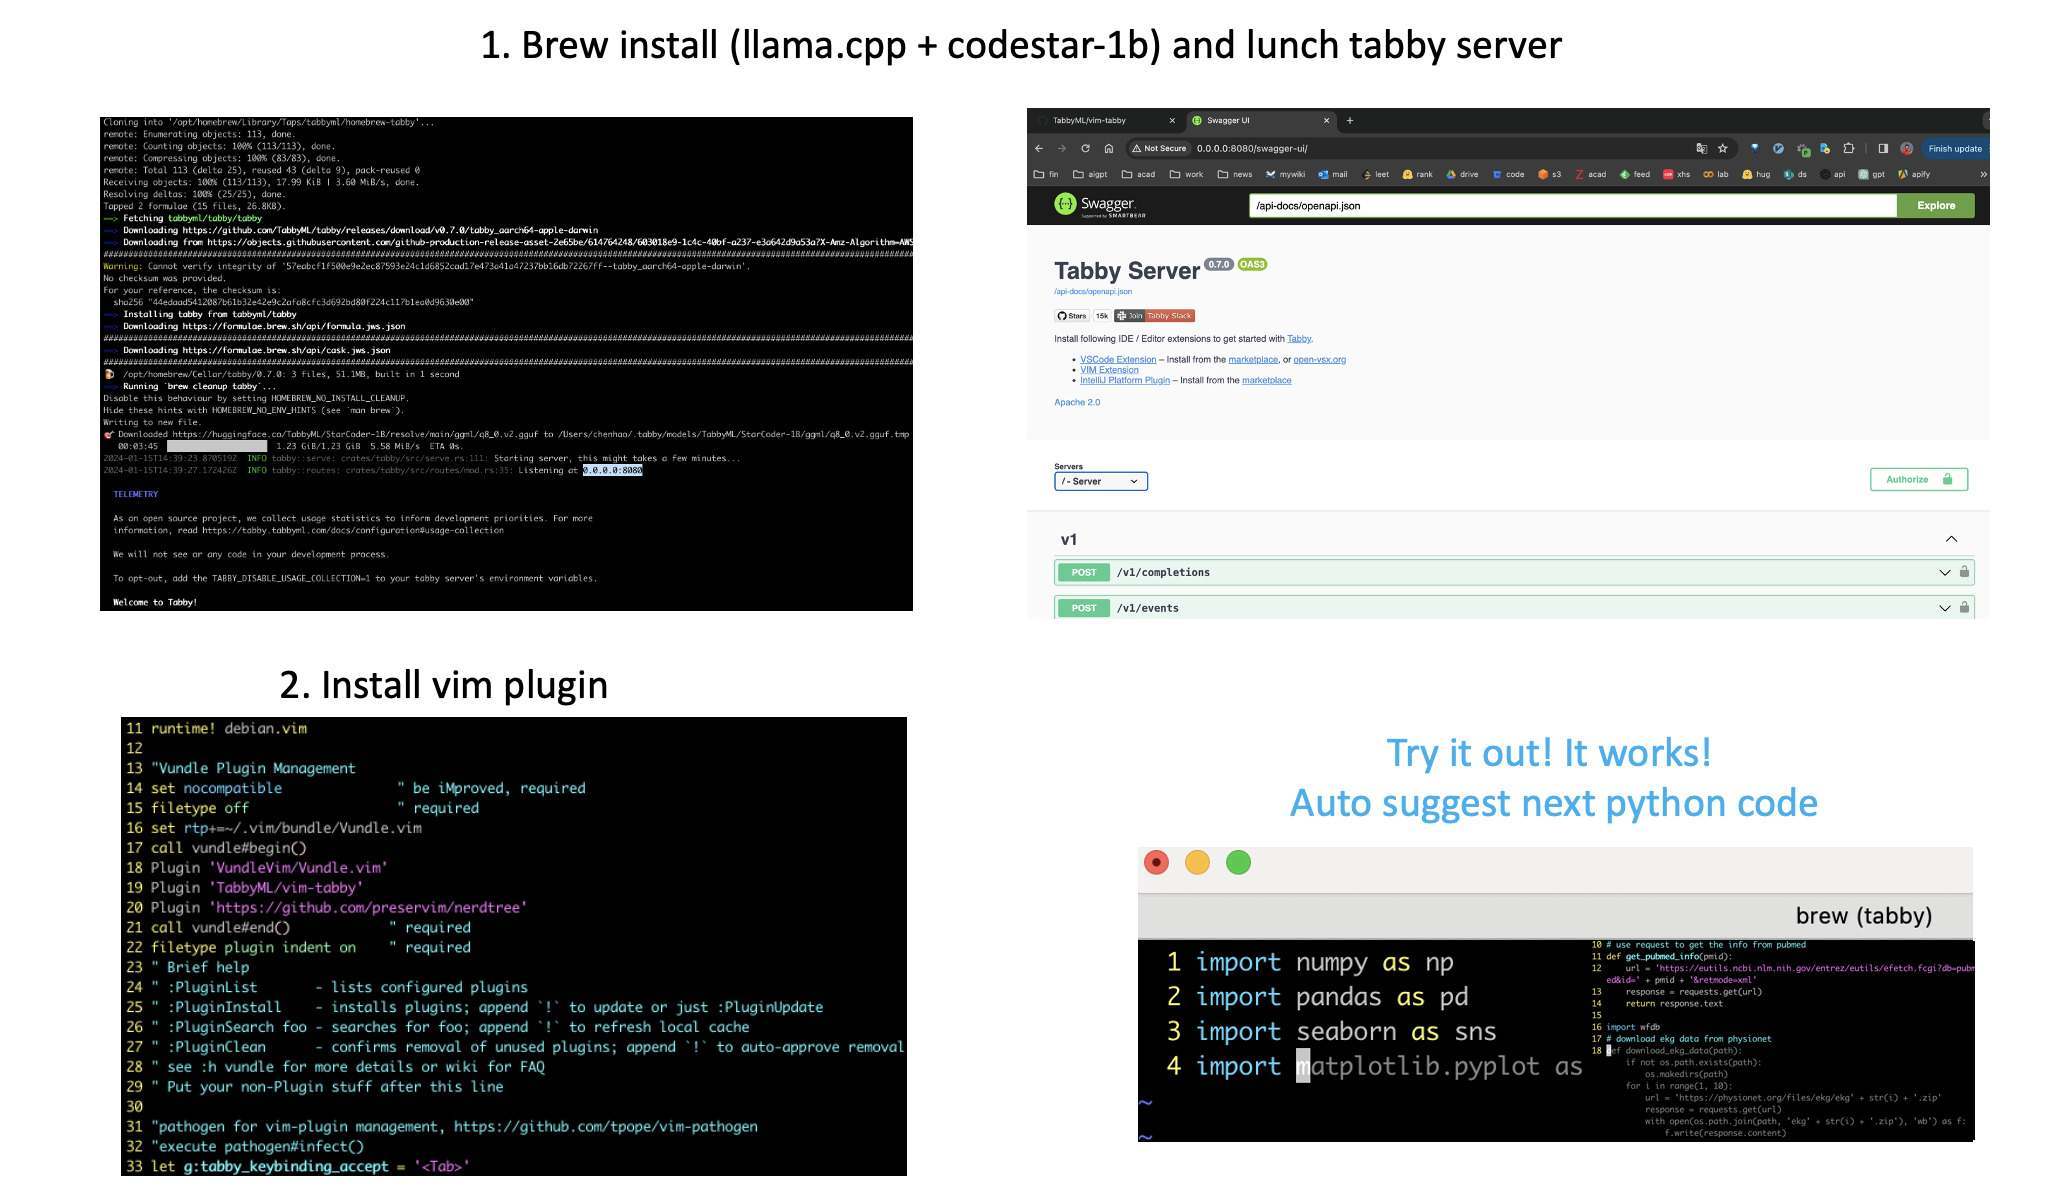 1. Brew install (llama.cpp + codestar-1b) and lunch tabby server
Cloning into '/opt/homebrew/Library/Taps/tabbyml/homebrew-tabby'...
remote: Enumerating objects: 113, done.
remote: Counting objects: 100% (113/113), done.
remote: Compressing objects: 100% (83/83), done.
remote: Total 113 (delta 25), reused 43 (delta 9), pack-reused 0
Receiving objects: 100% (113/113), 17.99 KiB | 3.60 MiB/s, done.
Resolving deltas: 100% (25/25), done.
Tapped 2 formulae (15 files, 26.8KB).
==> Fetching tabbyml/tabby/tabby
==> Downloading https://github.com/TabbyML/tabby/releases/download/v0.7.0/tabby_aarch64-apple-darwin
==> Downloading from https://objects.githubusercontent.com/github-production-release-asset-2e65be/614764248/603018e9-1c4c-40bf-a237-e3a642d9a53a?X-Amz-Algorithm=AWS
Warning: Cannot verify integrity of '57eabcf1f500e9e2ec87593e24c1d6852cad17e473a41a47237bb16db72267ff--tabby_aarch64-apple-darwin'.
No checksum was provided.
For your reference, the checksum is:
sha256 "44edaad5412087b61b32e42e9c2afa8cfc3d692bd80f224c117b1ea0d9630e00"
==> Installing tabby from tabbyml/tabby
==> Downloading https://formulae.brew.sh/api/formula.jws.json
==> Downloading https://formulae.brew.sh/api/cask.jws.json
🍺 /opt/homebrew/Cellar/tabby/0.7.0: 3 files, 51.1MB, built in 1 second
==> Running `brew cleanup tabby`...
Disable this behaviour by setting HOMEBREW_NO_INSTALL_CLEANUP.
Hide these hints with HOMEBREW_NO_ENV_HINTS (see `man brew`).
Writing to new file.
🎯 Downloaded https://huggingface.co/TabbyML/StarCoder-1B/resolve/main/ggml/q8_0.v2.gguf to /Users/chenhao/.tabby/models/TabbyML/StarCoder-1B/ggml/q8_0.v2.gguf.tmp
00:03:45 1.23 GiB/1.23 GiB 5.58 MiB/s ETA 0s.
2024-01-15T14:39:23.870519Z INFO tabby::serve: crates/tabby/src/serve.rs:111: Starting server, this might takes a few minutes...
2024-01-15T14:39:27.172426Z INFO tabby::routes: crates/tabby/src/routes/mod.rs:35: Listening at 0.0.0.0:8080
TELEMETRY
As an open source project, we collect usage statistics to inform development priorities. For more
information, read https://tabby.tabbyml.com/docs/configuration#usage-collection
We will not see or any code in your development process.
To opt-out, add the TABBY_DISABLE_USAGE_COLLECTION=1 to your tabby server's environment variables.
Welcome to Tabby!
TabbyML/vim-tabby Swagger UI
Not Secure 0.0.0.0:8080/swagger-ui/ Finish update
fin aigpt acad work news mywiki mail leet rank drive code s3 acad feed xhs lab hug ds api gpt apify
Swagger. /api-docs/openapi.json Explore
Supported by SMARTBEAR
Tabby Server 0.7.0 OAS3
/api-docs/openapi.json
Stars 15k Join Tabby Slack
Install following IDE / Editor extensions to get started with Tabby.
• VSCode Extension – Install from the marketplace, or open-vsx.org
• VIM Extension
• IntelliJ Platform Plugin – Install from the marketplace
Apache 2.0
Servers
/ - Server
Authorize
v1
POST /v1/completions
POST /v1/events
2. Install vim plugin
11 runtime! debian.vim
12
13 "Vundle Plugin Management
14 set nocompatible " be iMproved, required
15 filetype off " required
16 set rtp+=~/.vim/bundle/Vundle.vim
17 call vundle#begin()
18 Plugin 'VundleVim/Vundle.vim'
19 Plugin 'TabbyML/vim-tabby'
20 Plugin 'https://github.com/preservim/nerdtree'
21 call vundle#end() " required
22 filetype plugin indent on " required
23 " Brief help
24 " :PluginList - lists configured plugins
25 " :PluginInstall - installs plugins; append `!` to update or just :PluginUpdate
26 " :PluginSearch foo - searches for foo; append `!` to refresh local cache
27 " :PluginClean - confirms removal of unused plugins; append `!` to auto-approve removal
28 " see :h vundle for more details or wiki for FAQ
29 " Put your non-Plugin stuff after this line
30
31 "pathogen for vim-plugin management, https://github.com/tpope/vim-pathogen
32 "execute pathogen#infect()
33 let g:tabby_keybinding_accept = '<Tab>'
Try it out! It works!
Auto suggest next python code
brew (tabby)
1 import numpy as np
2 import pandas as pd
3 import seaborn as sns
4 import matplotlib.pyplot as
~
~
10 # use request to get the info from pubmed
11 def get_pubmed_info(pmid):
12 url = 'https://eutils.ncbi.nlm.nih.gov/entrez/eutils/efetch.fcgi?db=pubm
ed&id=' + pmid + '&retmode=xml'
13 response = requests.get(url)
14 return response.text
15
16 import wfdb
17 # download ekg data from physionet
18 def download_ekg_data(path):
if not os.path.exists(path):
os.makedirs(path)
for i in range(1, 10):
url = 'https://physionet.org/files/ekg/ekg' + str(i) + '.zip'
response = requests.get(url)
with open(os.path.join(path, 'ekg' + str(i) + '.zip'), 'wb') as f:
f.write(response.content)